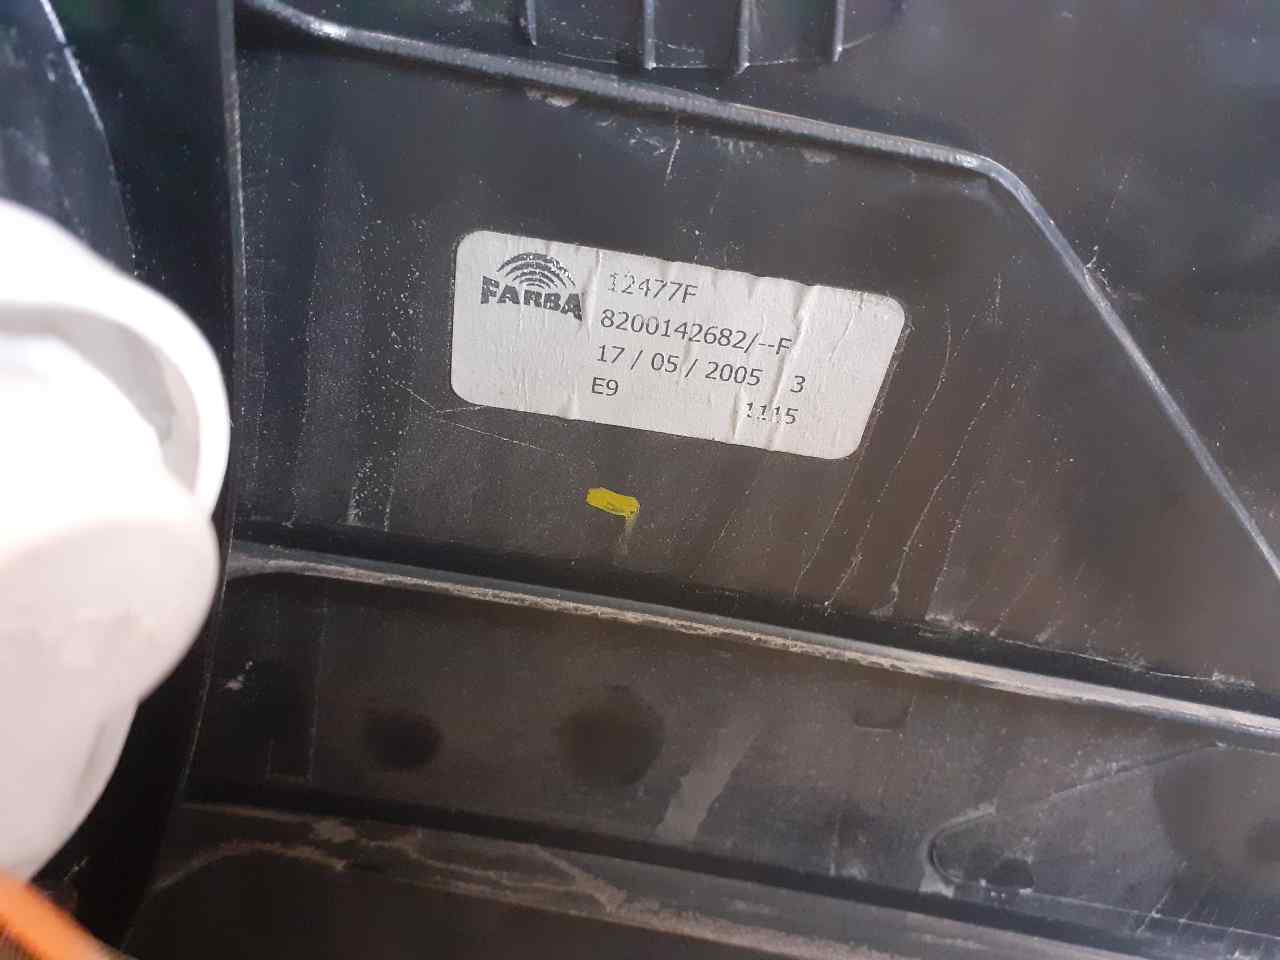 FARBA
12477F
8200142682/--F
17 / 05 / 2005 3
E9 1115